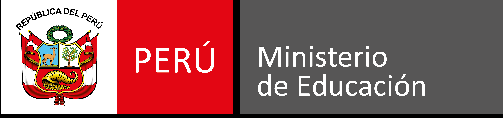 REPÚBLICA DEL PERÚ
PERÚ
Ministerio
de Educación